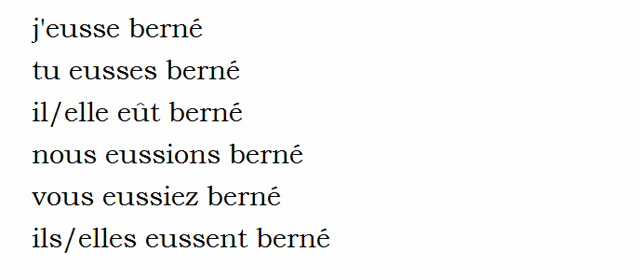 j'eusse berné
tu eusses berné
il/elle eût berné
nous eussions berné
vous eussiez berné
ils/elles eussent berné